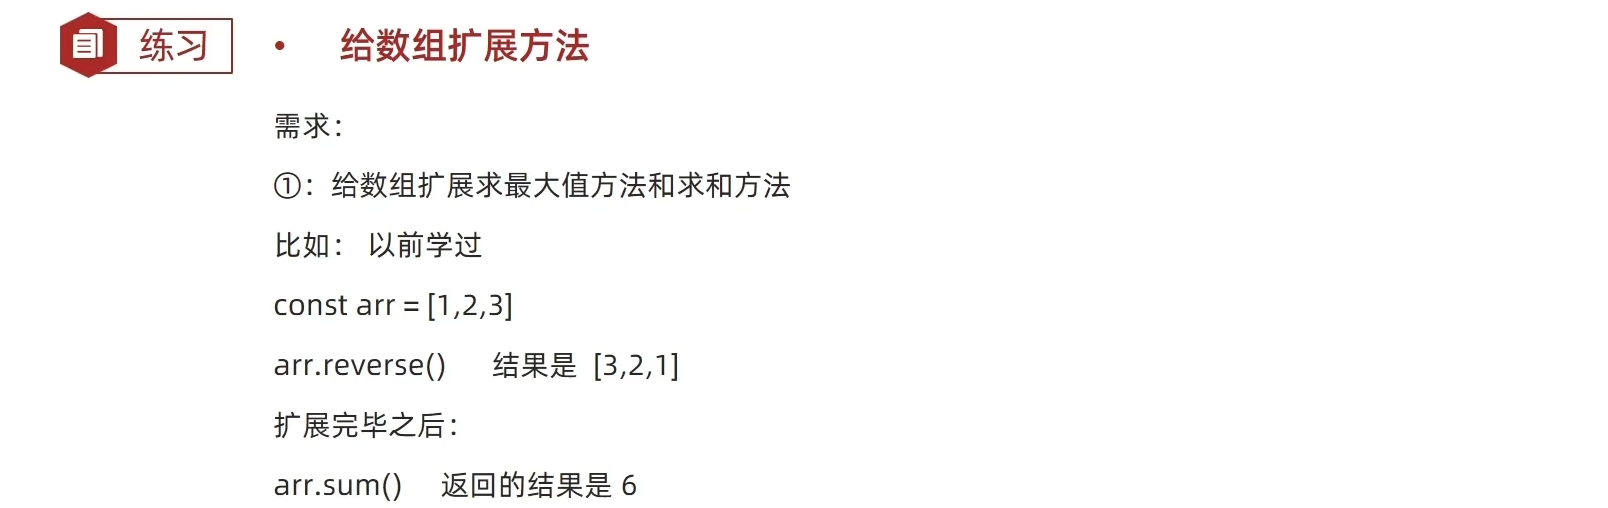 练习
• 给数组扩展方法
需求：
①：给数组扩展求最大值方法和求和方法
比如： 以前学过
const arr = [1,2,3]
arr.reverse() 结果是 [3,2,1]
扩展完毕之后：
arr.sum() 返回的结果是 6